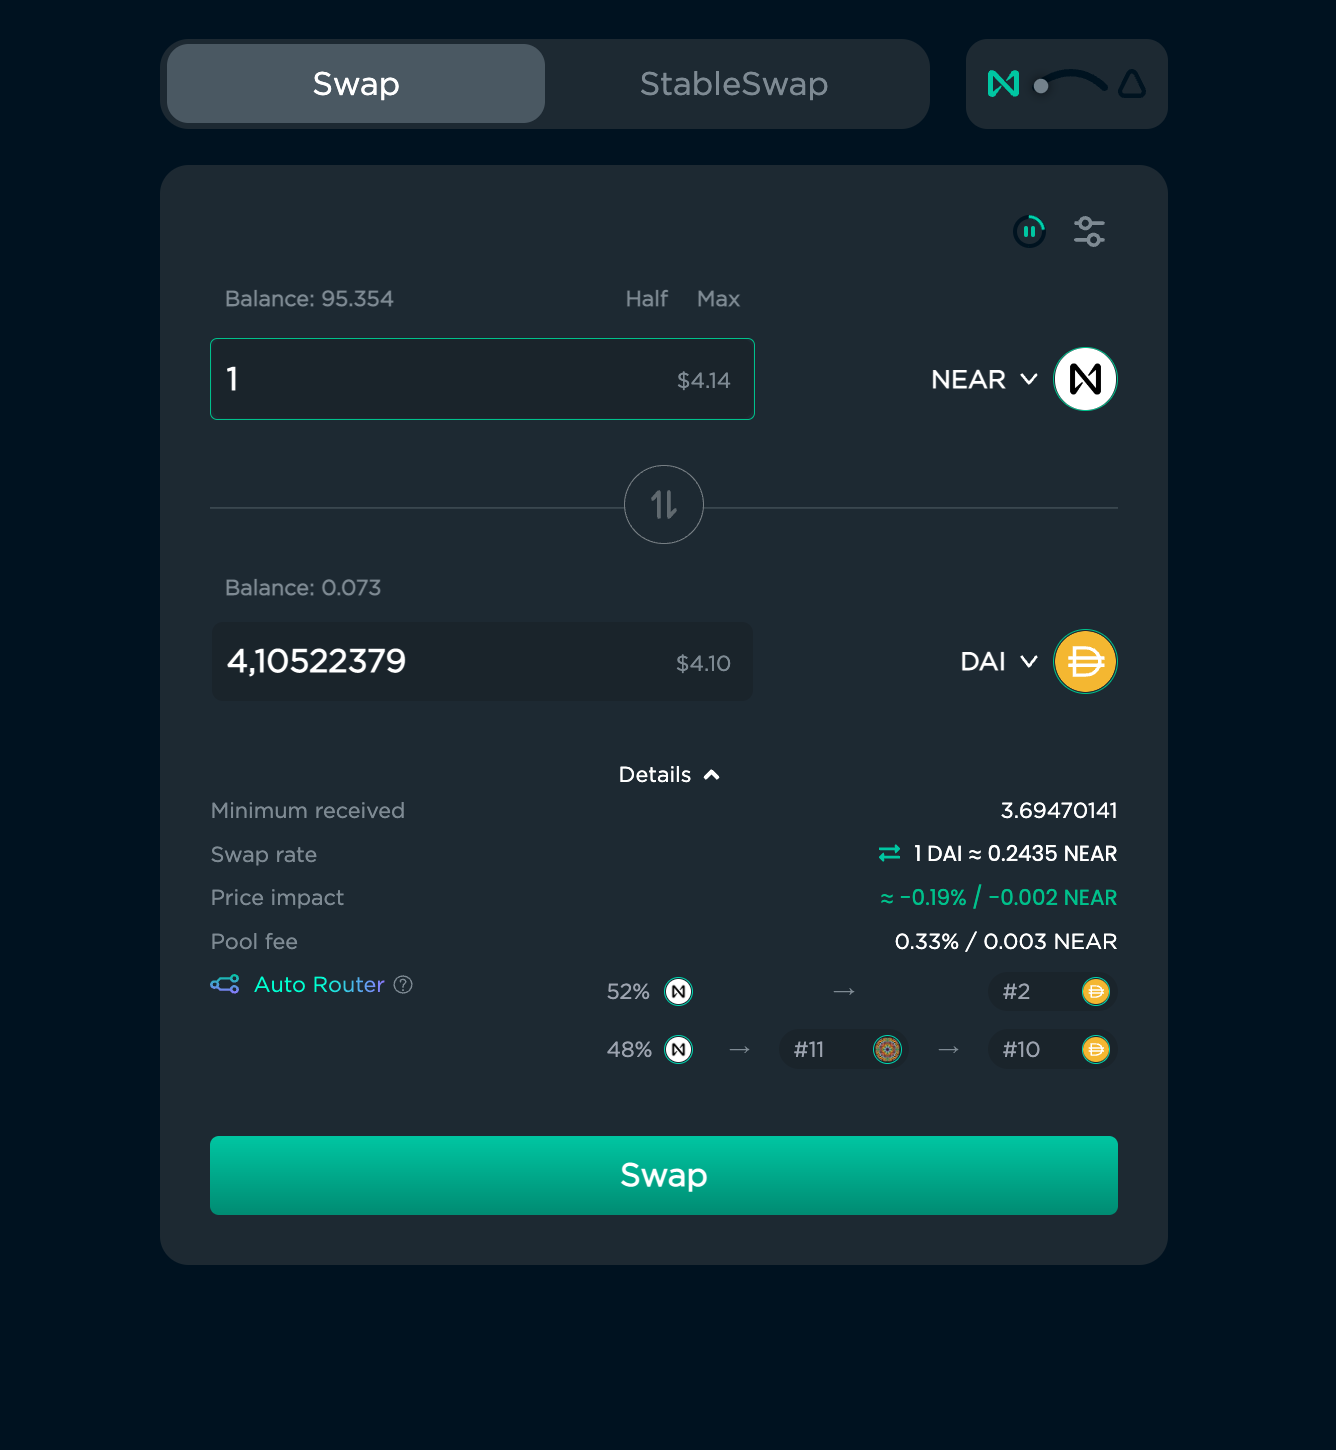 Swap StableSwap
Balance: 95.354 Half Max
1 $4.14 NEAR
Balance: 0.073
4,10522379 $4.10 DAI
Details
Minimum received 3.69470141
Swap rate 1 DAI ≈ 0.2435 NEAR
Price impact ≈ -0.19% / -0.002 NEAR
Pool fee 0.33% / 0.003 NEAR
Auto Router ? 52% → #2
48% → #11 → #10
Swap